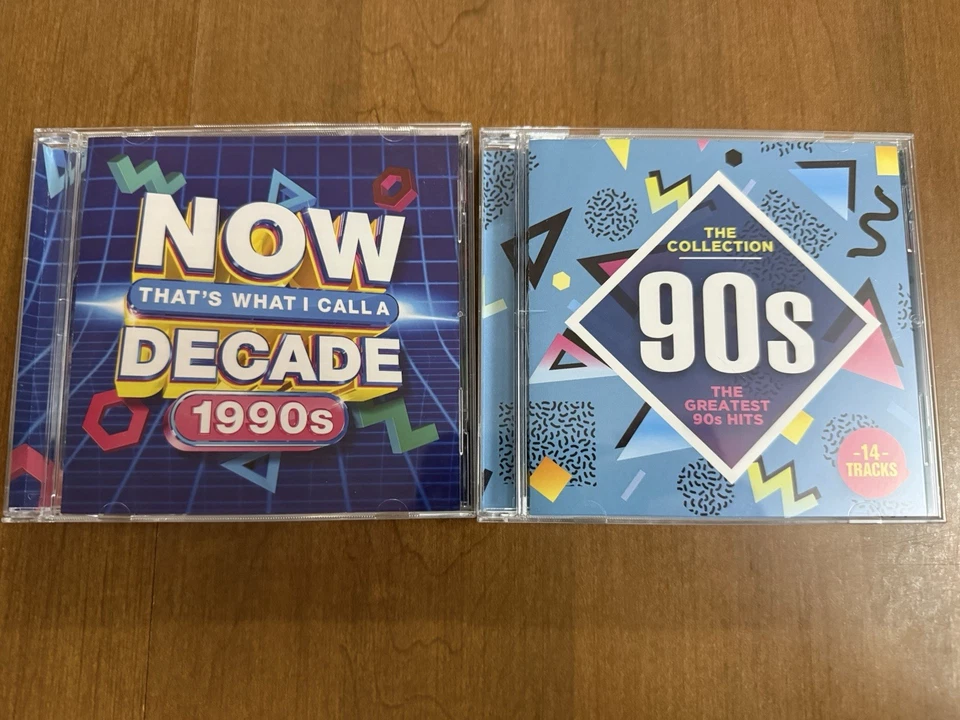 NOW
THAT'S WHAT I CALL A
DECADE
1990s
THE
COLLECTION
90s
THE
GREATEST
90s HITS
-14-
TRACKS